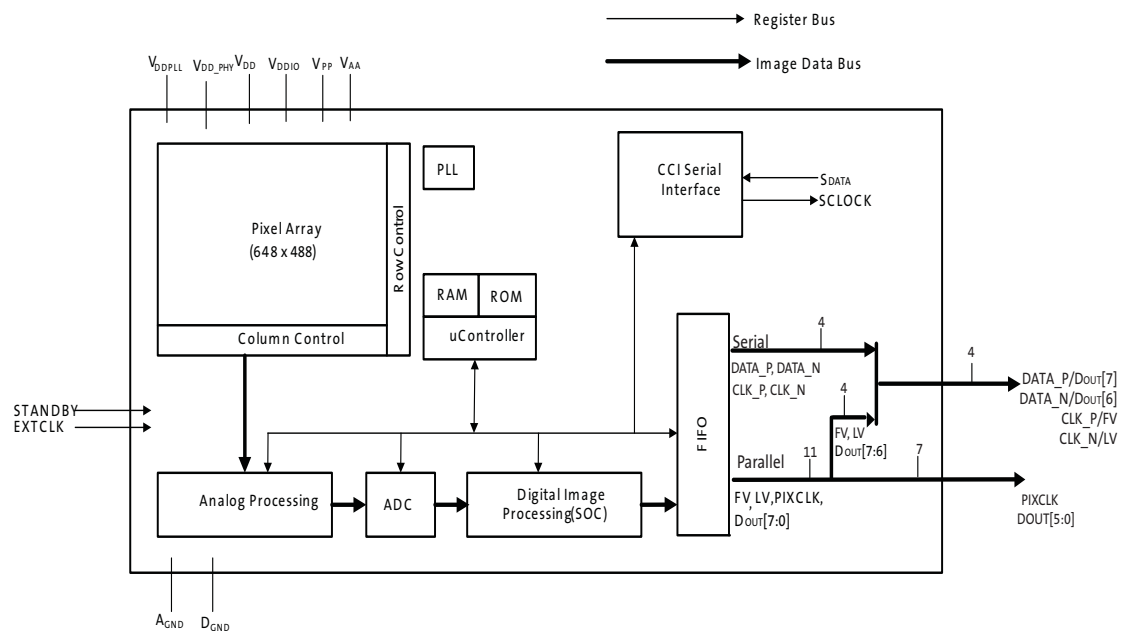 Register Bus
Image Data Bus
VDDPLL
VDD_PHY
VDD
VDDIO
VPP
VAA
Pixel Array
(648 x 488)
Row Control
Column Control
PLL
CCI Serial
Interface
SDATA
SCLOCK
RAM
ROM
uController
STANDBY
EXTCLK
FIFO
Serial
4
DATA_P, DATA_N
CLK_P, CLK_N
4
FV, LV
DOUT[7:6]
4
DATA_P/DOUT[7]
DATA_N/DOUT[6]
CLK_P/FV
CLK_N/LV
Parallel
11
7
FV, LV,PIXCLK,
DOUT[7:0]
PIXCLK
DOUT[5:0]
Analog Processing
ADC
Digital Image
Processing(SOC)
AGND
DGND